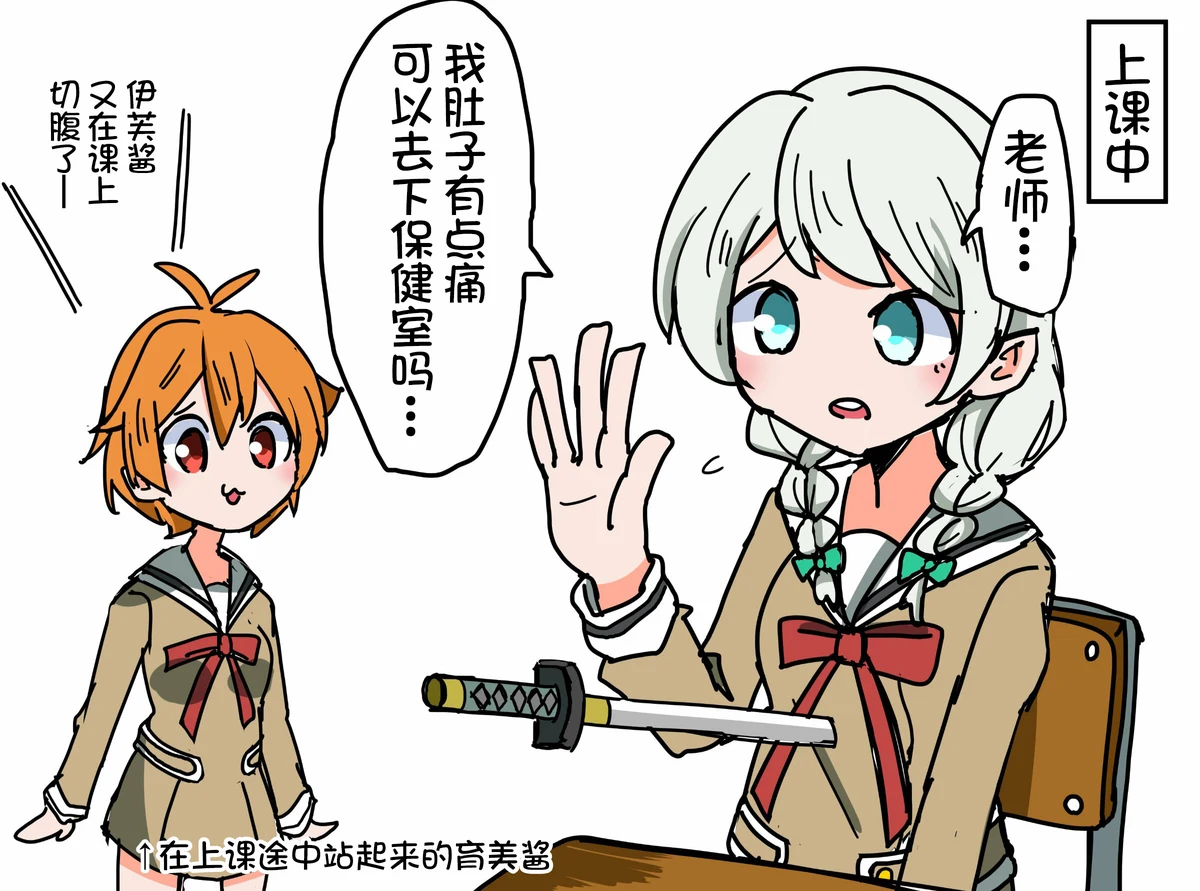 上课中
老师…
我肚子有点痛
可以去下保健室吗…
伊芙酱
又在课上
切腹了ー
↑在上课途中站起来的育美酱